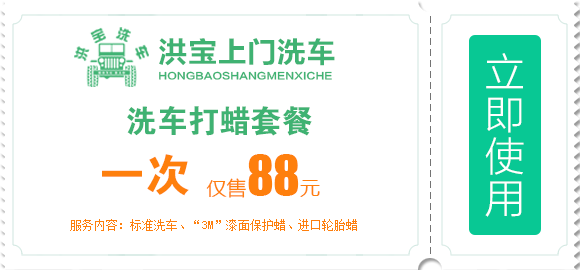 洪宝洗车
洪宝上门洗车
HONGBAOSHANGMENXICHE
洗车打蜡套餐
一次 仅售88元
服务内容：标准洗车、“3M”漆面保护蜡、进口轮胎蜡
立即使用